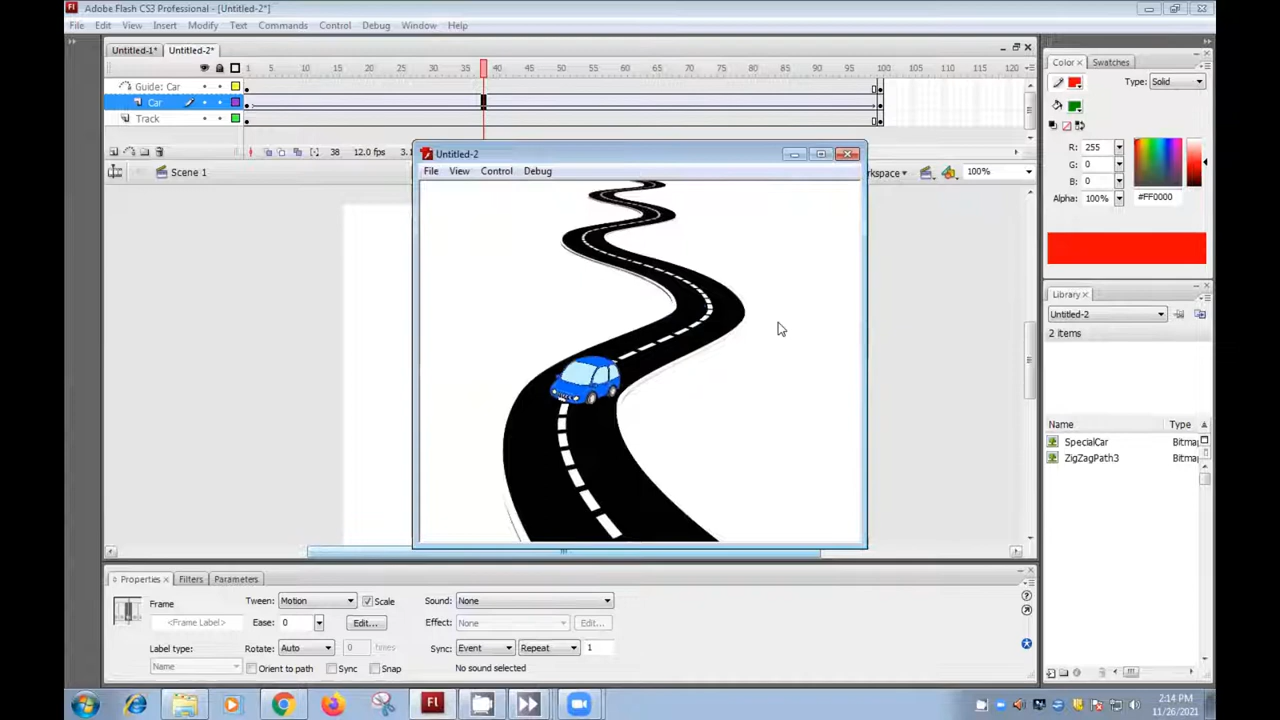 Adobe Flash CS3 Professional - [Untitled-2*]
File Edit View Insert Modify Text Commands Control Debug Window Help
Untitled-1* Untitled-2*
1 5 10 15 20 25 30 35 40 45 50 55 60 65 70 75 80 85 90 95 100 105 110 115 120
Guide: Car
Car
Track
38 12.0 fps
Scene 1
100%
Untitled-2
File View Control Debug
Color Swatches
Type: Solid
R: 255
G: 0
B: 0
Alpha: 100% #FF0000
Library
Untitled-2
2 items
Name Type
SpecialCar Bitma
ZigZagPath3 Bitma
Properties Filters Parameters
Frame
<Frame Label>
Label type:
Name
Tween: Motion Scale
Ease: 0 Edit...
Rotate: Auto 0 times
Orient to path Sync Snap
Sound: None
Effect: None Edit...
Sync: Event Repeat 1
No sound selected
2:14 PM
11/26/2021